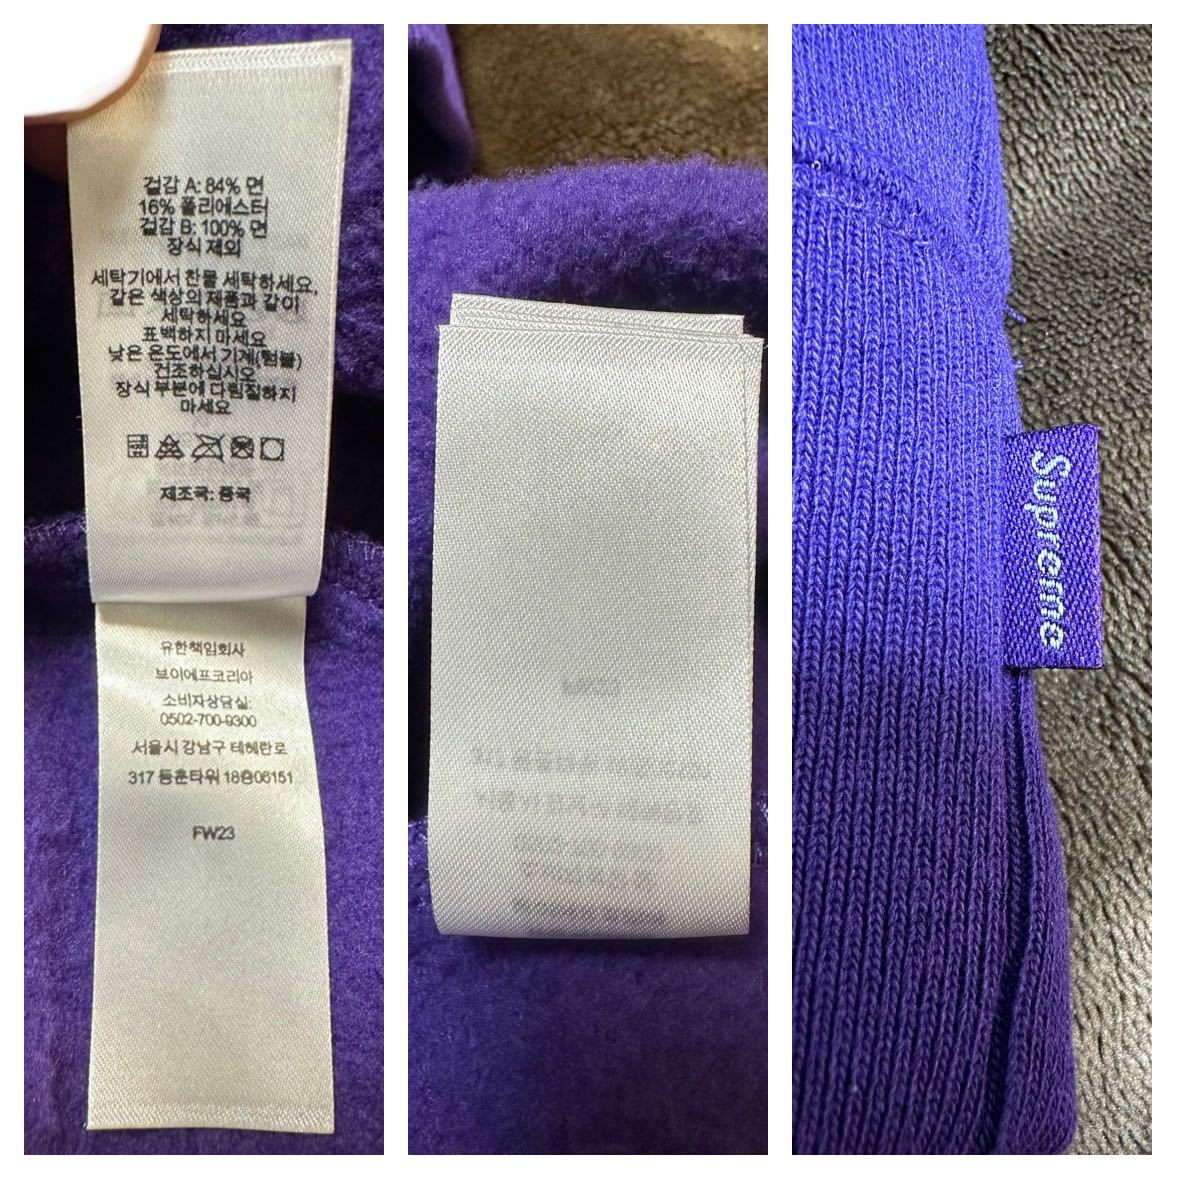 겉감 A: 84% 면
16% 폴리에스터
겉감 B: 100% 면
장식 제외
세탁기에서 찬물 세탁하세요,
같은 색상의 제품과 같이
세탁하세요
표백하지 마세요
낮은 온도에서 기계(텀블)
건조하십시오
장식 부분에 다림질하지
마세요
제조국: 중국
유한책임회사
브이에프코리아
소비자상담실:
0502-700-9300
서울시 강남구 테헤란로
317 동훈타워 18층06151
FW23
Supreme